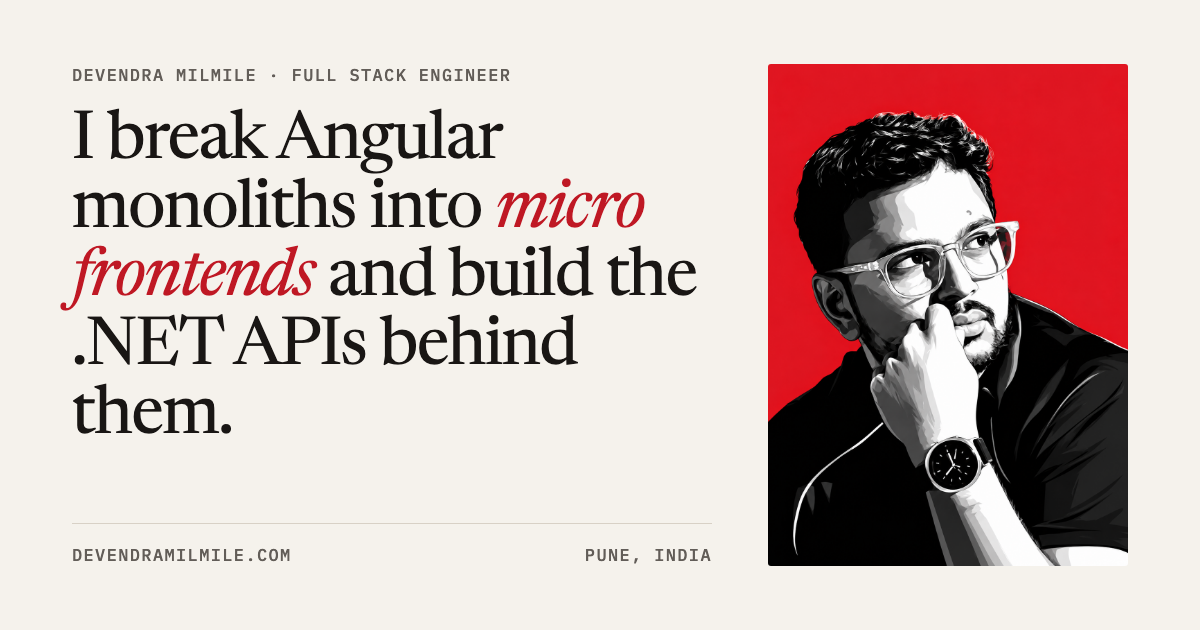 DEVENDRA MILMILE · FULL STACK ENGINEER
I break Angular
monoliths into micro
frontends and build the
.NET APIs behind
them.
DEVENDRAMILMILE.COM
PUNE, INDIA